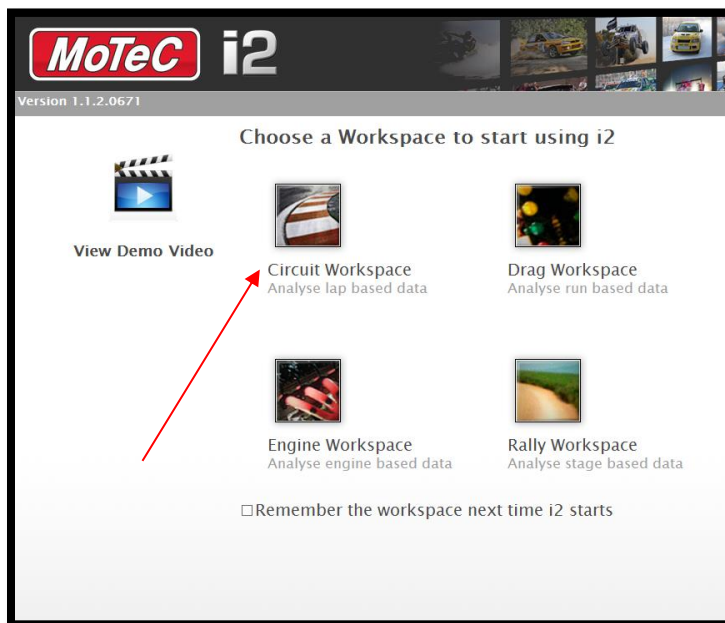 MoTeC i2
Version 1.1.2.0671
Choose a Workspace to start using i2
View Demo Video
Circuit Workspace
Analyse lap based data
Drag Workspace
Analyse run based data
Engine Workspace
Analyse engine based data
Rally Workspace
Analyse stage based data
Remember the workspace next time i2 starts